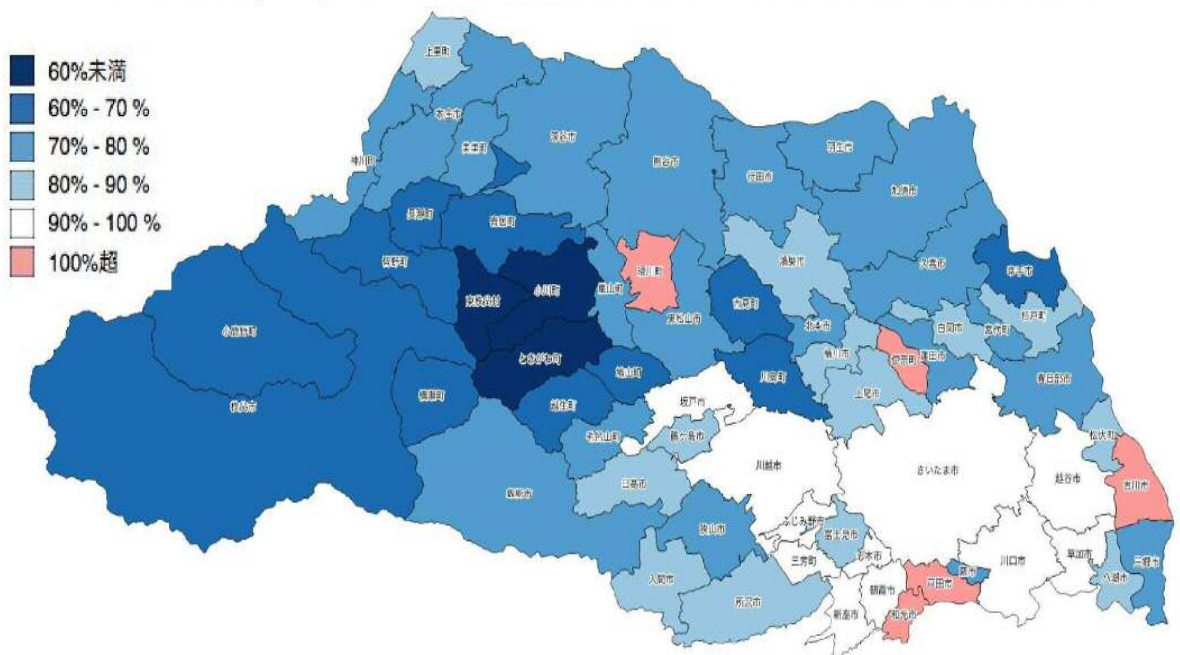 60%未満
60% - 70 %
70% - 80 %
80% - 90 %
90% - 100 %
100%超
上里町
本庄市
神川町
美里町
深谷市
熊谷市
行田市
羽生市
加須市
長瀞町
寄居町
皆野町
小鹿野町
秩父市
横瀬町
東秩父村
小川町
ときがわ町
嵐山町
滑川町
東松山市
吉見町
鴻巣市
久喜市
幸手市
北本市
白岡市
宮代町
杉戸町
桶川市
伊奈町
蓮田市
春日部市
鳩山町
川島町
上尾市
越生町
坂戸市
毛呂山町
鶴ヶ島市
川越市
さいたま市
松伏町
越谷市
吉川市
日高市
飯能市
狭山市
ふじみ野市
富士見市
三芳町
志木市
川口市
草加市
三郷市
八潮市
入間市
所沢市
朝霞市
新座市
和光市
戸田市
蕨市